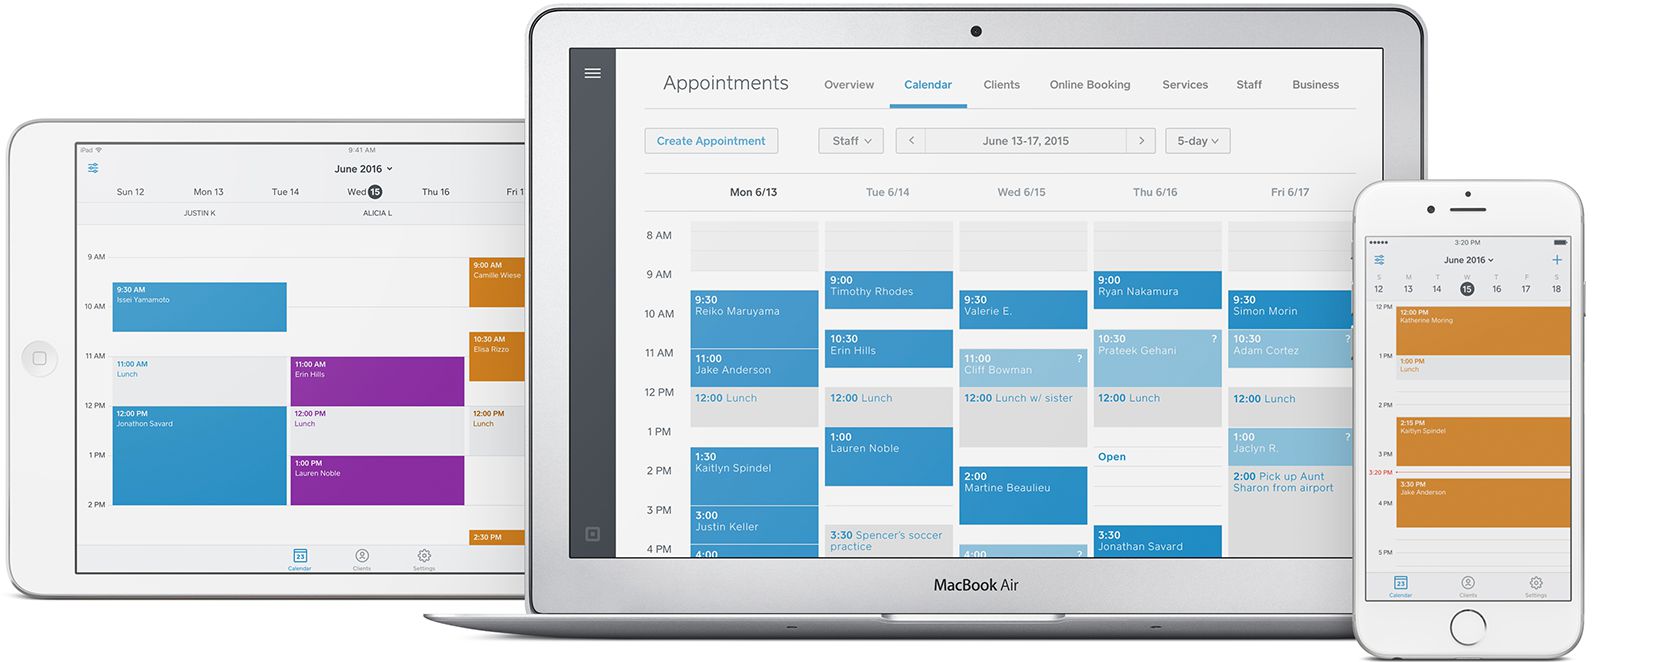 iPad
9:41 AM
June 2016
Sun 12 Mon 13 Tue 14 Wed 15 Thu 16 Fri 1
JUSTIN K ALICIA L
9 AM
10 AM
11 AM
12 PM
1 PM
2 PM
9:30 AM
Issei Yamamoto
11:00 AM
Lunch
12:00 PM
Jonathon Savard
11:00 AM
Erin Hills
12:00 PM
Lunch
1:00 PM
Lauren Noble
9:00 AM
Camille Wiese
10:30 AM
Elisa Rizzo
12:00 PM
Lunch
2:30 PM
23
Calendar Clients Settings
Appointments Overview Calendar Clients Online Booking Services Staff Business
Create Appointment Staff June 13-17, 2015 5-day
Mon 6/13 Tue 6/14 Wed 6/15 Thu 6/16 Fri 6/17
8 AM
9 AM
10 AM
11 AM
12 PM
1 PM
2 PM
3 PM
4 PM
9:30
Reiko Maruyama
11:00
Jake Anderson
12:00 Lunch
1:30
Kaitlyn Spindel
3:00
Justin Keller
4:00
9:00
Timothy Rhodes
10:30
Erin Hills
12:00 Lunch
1:00
Lauren Noble
3:30 Spencer's soccer
practice
9:30
Valerie E.
11:00 ?
Cliff Bowman
12:00 Lunch w/ sister
2:00
Martine Beaulieu
4:00 ?
9:00
Ryan Nakamura
10:30 ?
Prateek Gehani
12:00 Lunch
Open
3:30
Jonathan Savard
9:30
Simon Morin
10:30 ?
Adam Cortez
12:00 Lunch
1:00 ?
Jaclyn R.
2:00 Pick up Aunt
Sharon from airport
MacBook Air
3:20 PM
June 2016
S M T W T F S
12 13 14 15 16 17 18
12 PM
1 PM
2 PM
3 PM
3:20 PM
4 PM
5 PM
12:00 PM
Katherine Moring
1:00 PM
Lunch
2:15 PM
Kaitlyn Spindel
3:30 PM
Jake Anderson
23
Calendar Clients Settings